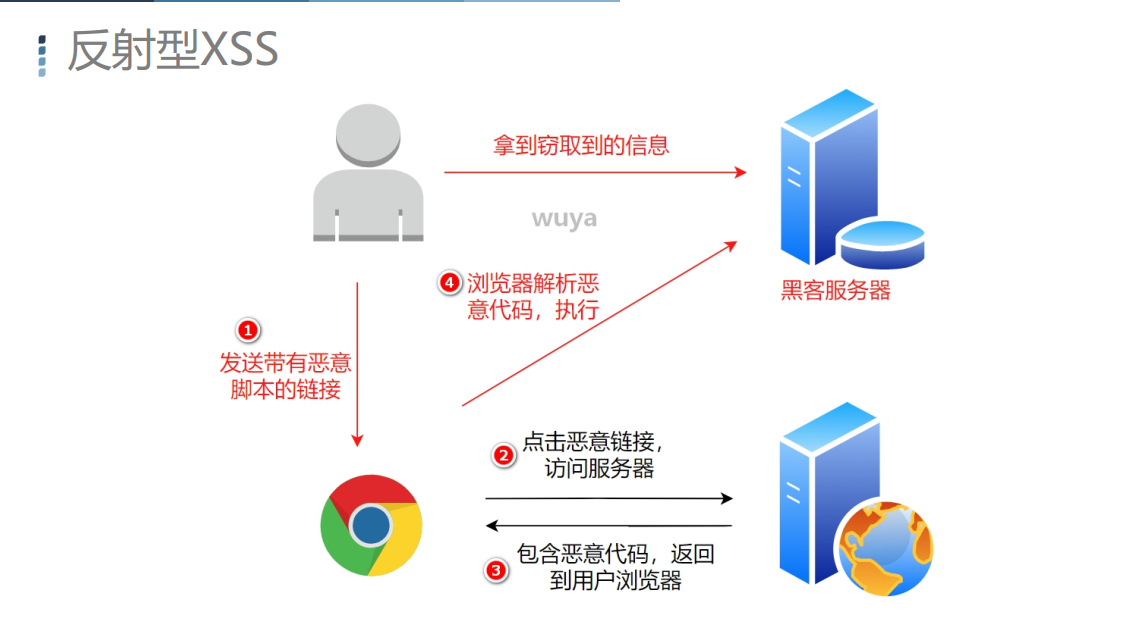 反射型XSS
拿到窃取到的信息
wuya
黑客服务器
④浏览器解析恶
意代码，执行
①
发送带有恶意
脚本的链接
②点击恶意链接，
访问服务器
③包含恶意代码，返回
到用户浏览器